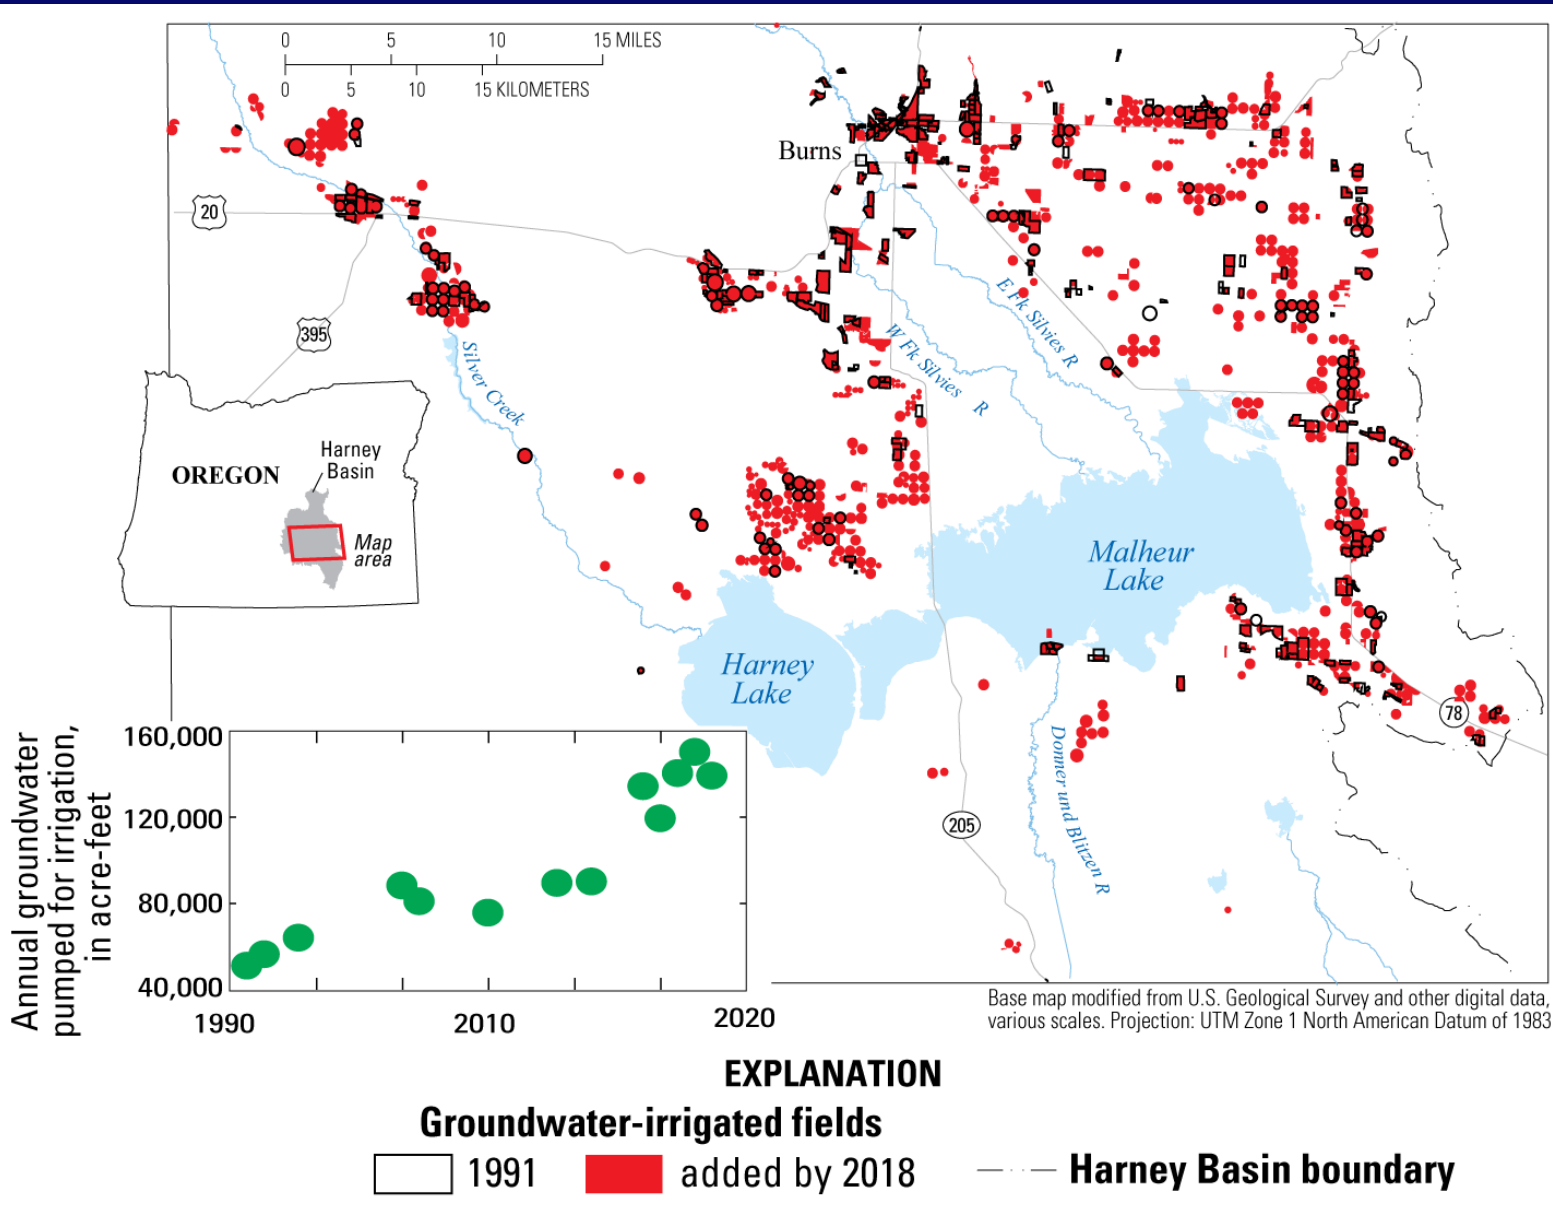 0 5 10 15 MILES
0 5 10 15 KILOMETERS
Burns
20
395
E Fk Silvies R
W Fk Silvies R
Silver Creek
OREGON
Harney
Basin
Map
area
Malheur
Lake
Harney
Lake
78
Donner und Blitzen R
205
Annual groundwater
pumped for irrigation,
in acre-feet
160,000
120,000
80,000
40,000
1990 2010 2020
Base map modified from U.S. Geological Survey and other digital data,
various scales. Projection: UTM Zone 1 North American Datum of 1983
EXPLANATION
Groundwater-irrigated fields
1991 added by 2018 Harney Basin boundary